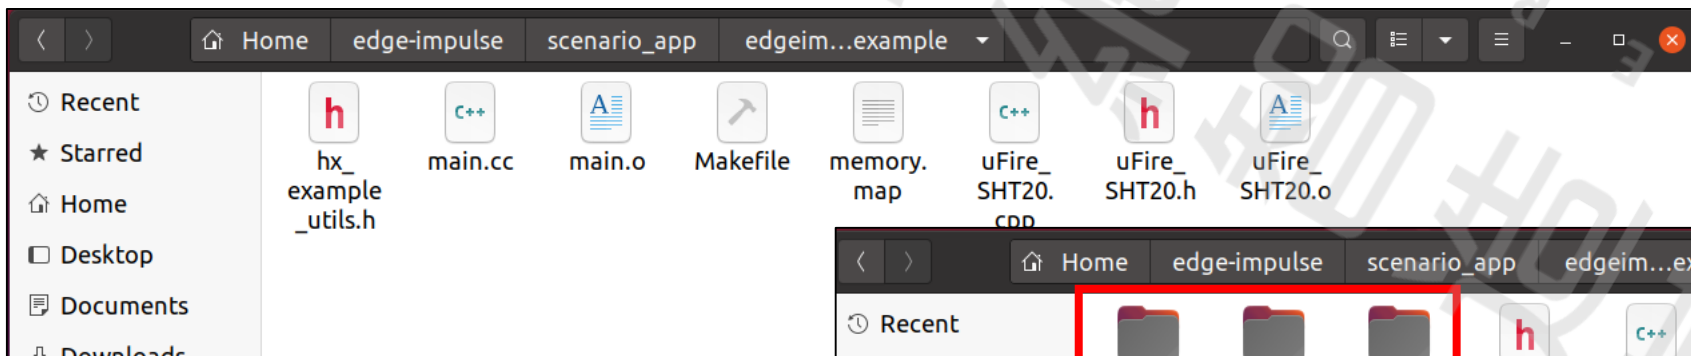 Home edge-impulse scenario_app edgeim...example
Recent
Starred
Home
Desktop
Documents
Downloads
h
hx_
example
_utils.h
C++
main.cc
A
main.o
Makefile
memory.
map
C++
uFire_
SHT20.
cpp
h
uFire_
SHT20.h
A
uFire_
SHT20.o
Home edge-impulse scenario_app edgeim...ex
Recent
h
C++